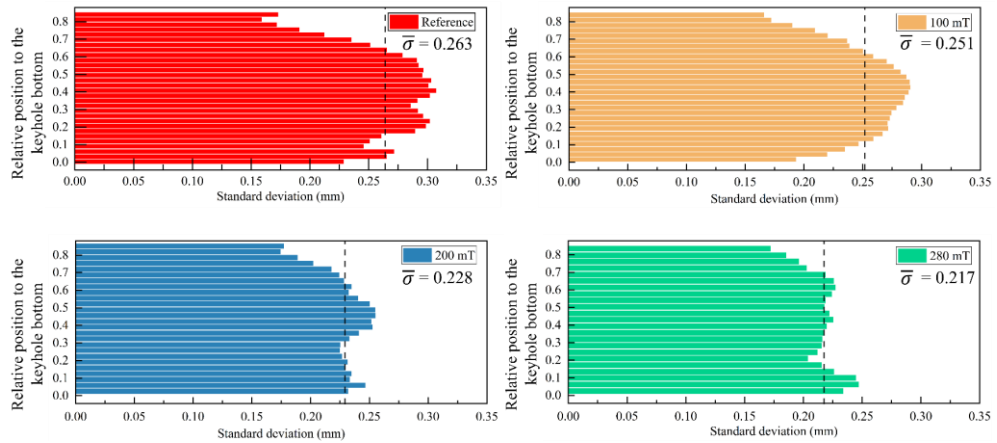 Relative position to the
keyhole bottom
0.8
0.7
0.6
0.5
0.4
0.3
0.2
0.1
0.0
Reference
σ̅ = 0.263
0.00 0.05 0.10 0.15 0.20 0.25 0.30 0.35
Standard deviation (mm)
Relative position to the
keyhole bottom
0.8
0.7
0.6
0.5
0.4
0.3
0.2
0.1
0.0
100 mT
σ̅ = 0.251
0.00 0.05 0.10 0.15 0.20 0.25 0.30 0.35
Standard deviation (mm)
Relative position to the
keyhole bottom
0.8
0.7
0.6
0.5
0.4
0.3
0.2
0.1
0.0
200 mT
σ̅ = 0.228
0.00 0.05 0.10 0.15 0.20 0.25 0.30 0.35
Standard deviation (mm)
Relative position to the
keyhole bottom
0.8
0.7
0.6
0.5
0.4
0.3
0.2
0.1
0.0
280 mT
σ̅ = 0.217
0.00 0.05 0.10 0.15 0.20 0.25 0.30 0.35
Standard deviation (mm)